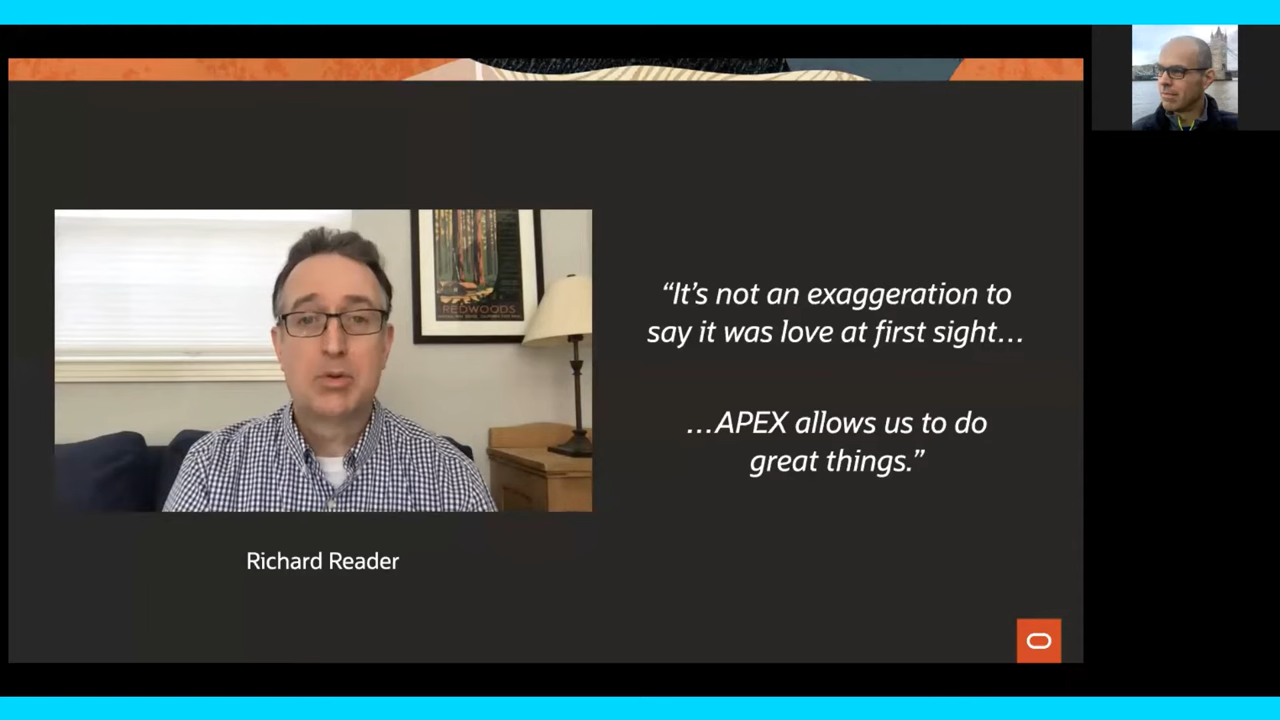 REDWOODS
“It’s not an exaggeration to
say it was love at first sight...
...APEX allows us to do
great things.”
Richard Reader